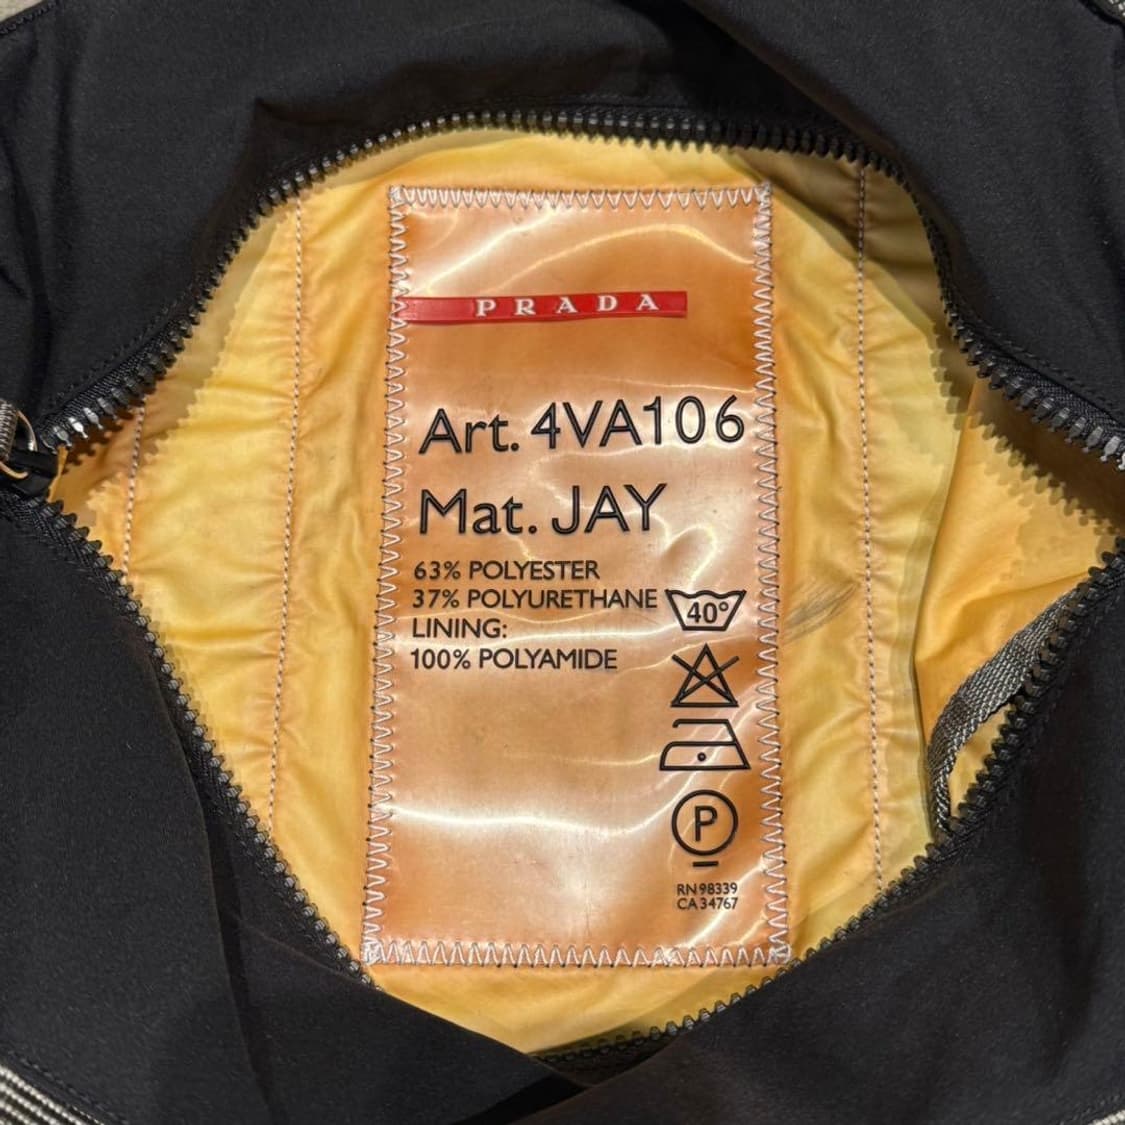 PRADA
Art. 4VA106
Mat. JAY
63% POLYESTER
37% POLYURETHANE
LINING:
100% POLYAMIDE
40°
P
RN 98339
CA 34767